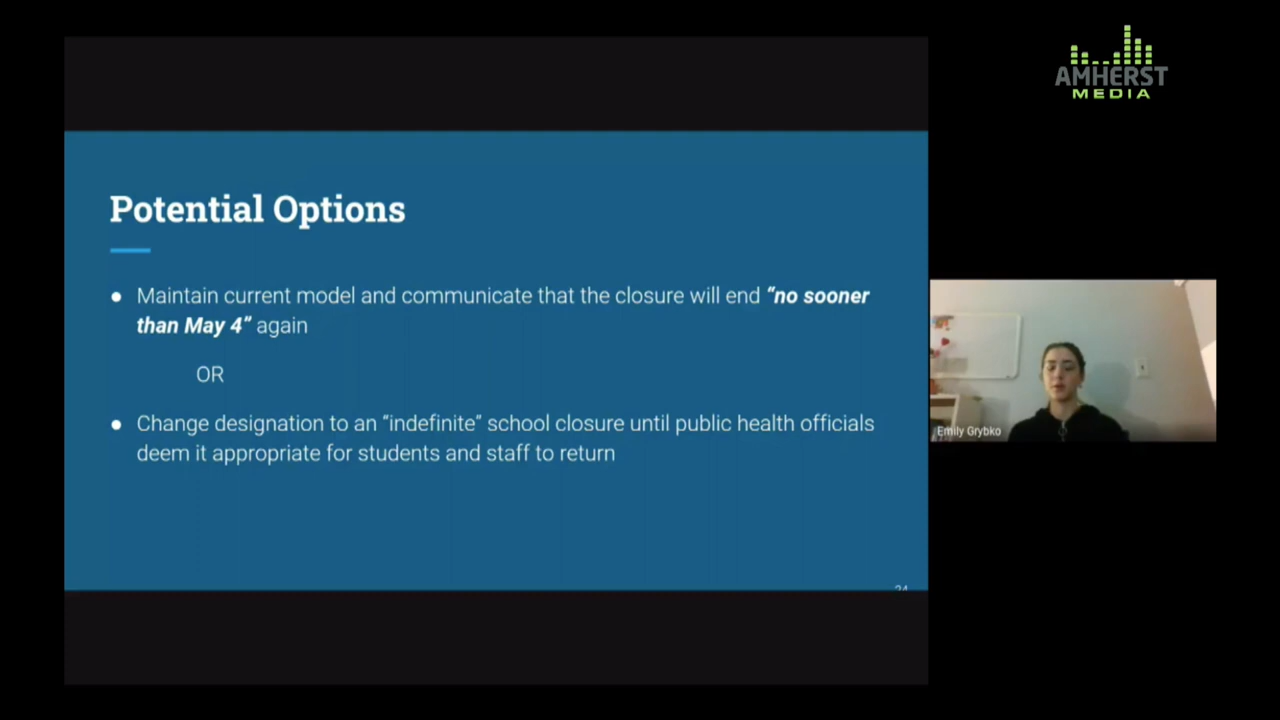 AMHERST
MEDIA
Potential Options
● Maintain current model and communicate that the closure will end “no sooner
than May 4” again
OR
● Change designation to an “indefinite” school closure until public health officials
deem it appropriate for students and staff to return
Emily Grybko
24